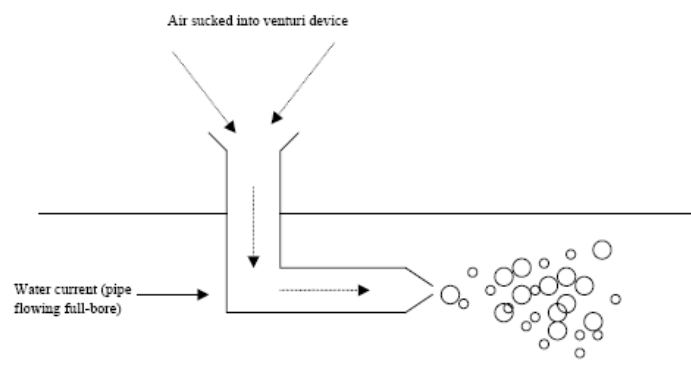 Air sucked into venturi device
Water current (pipe
flowing full-bore)